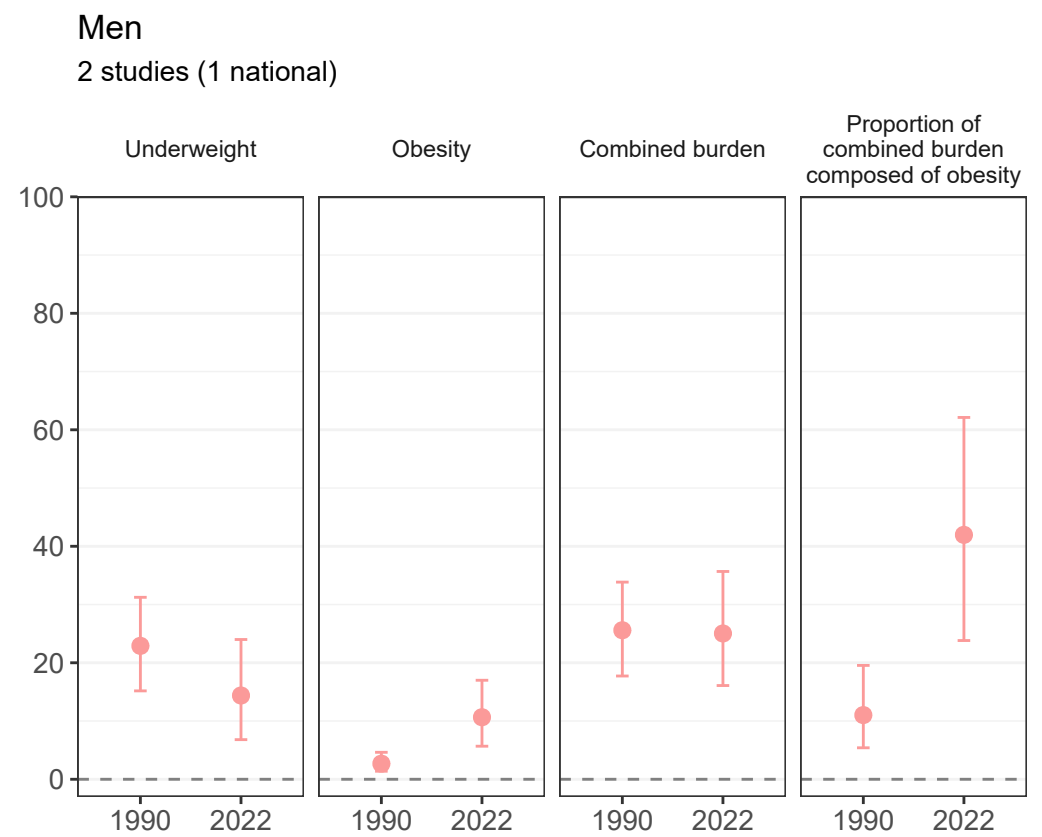 Men
2 studies (1 national)
Underweight
Obesity
Combined burden
Proportion of
combined burden
composed of obesity
100
80
60
40
20
0
1990 2022
1990 2022
1990 2022
1990 2022